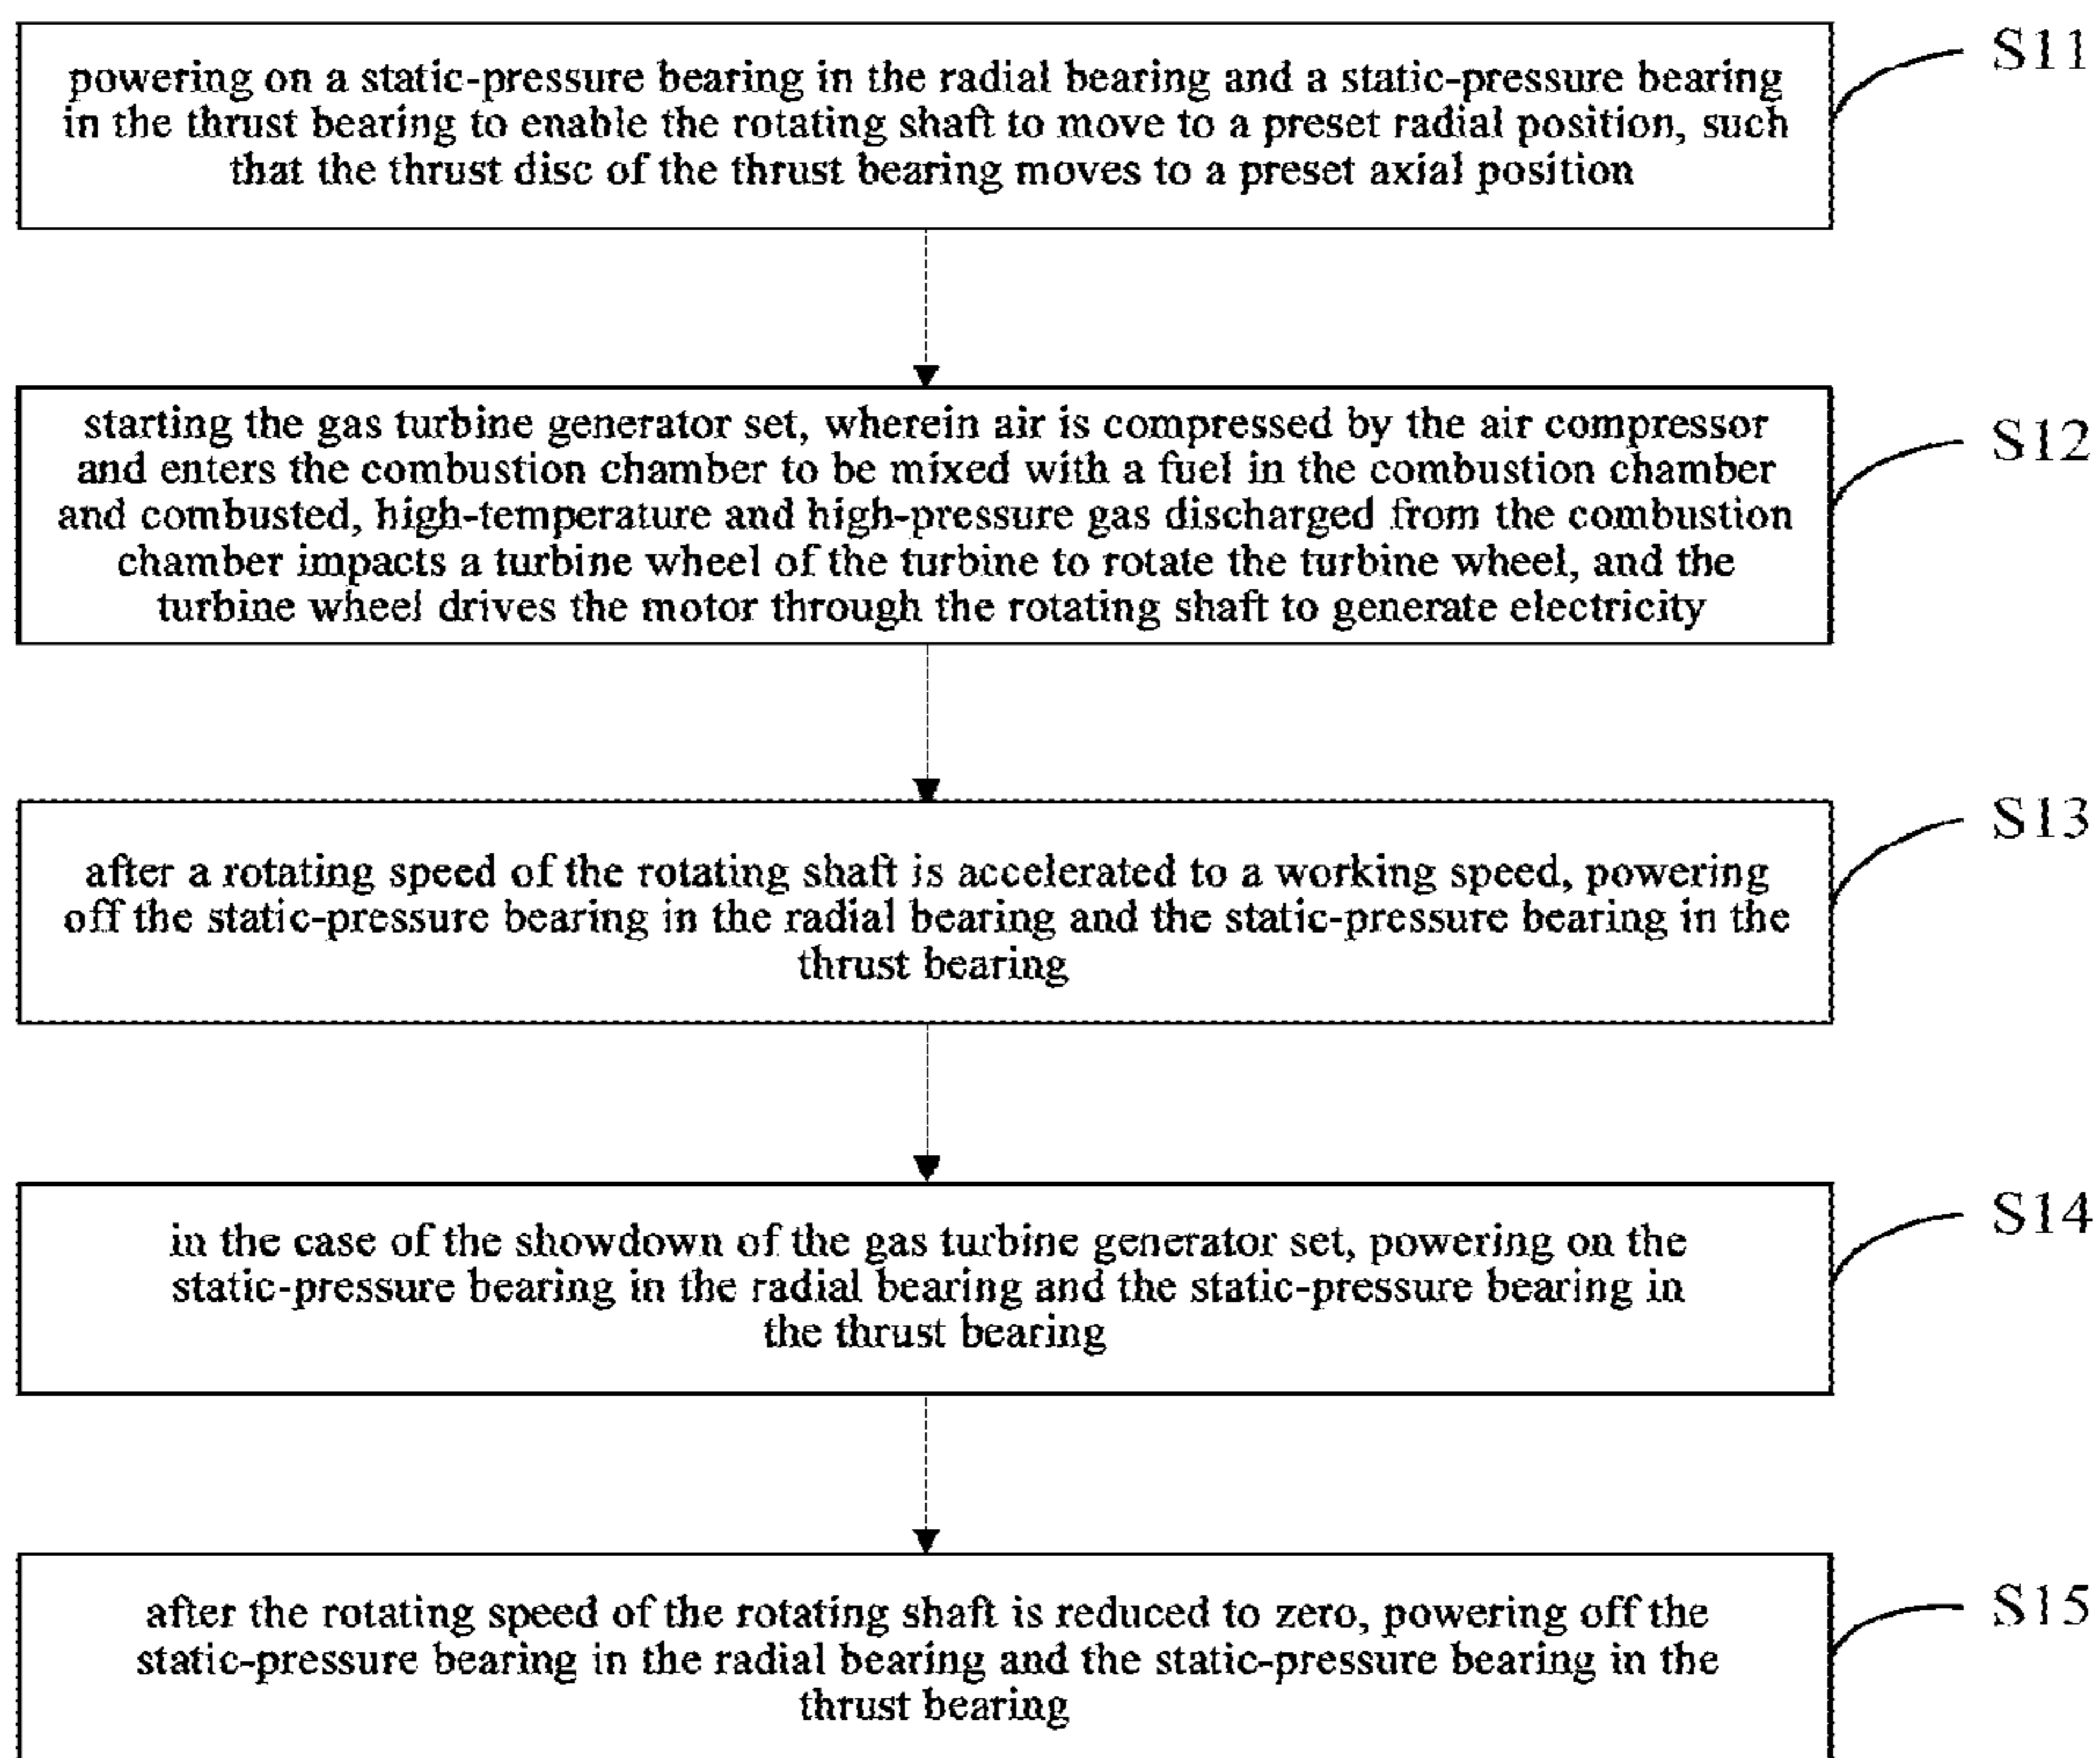 powering on a static-pressure bearing in the radial bearing and a static-pressure bearing
in the thrust bearing to enable the rotating shaft to move to a preset radial position, such
that the thrust disc of the thrust bearing moves to a preset axial position
S11
starting the gas turbine generator set, wherein air is compressed by the air compressor
and enters the combustion chamber to be mixed with a fuel in the combustion chamber
and combusted, high-temperature and high-pressure gas discharged from the combustion
chamber impacts a turbine wheel of the turbine to rotate the turbine wheel, and the
turbine wheel drives the motor through the rotating shaft to generate electricity
S12
after a rotating speed of the rotating shaft is accelerated to a working speed, powering
off the static-pressure bearing in the radial bearing and the static-pressure bearing in the
thrust bearing
S13
in the case of the showdown of the gas turbine generator set, powering on the
static-pressure bearing in the radial bearing and the static-pressure bearing in
the thrust bearing
S14
after the rotating speed of the rotating shaft is reduced to zero, powering off the
static-pressure bearing in the radial bearing and the static-pressure bearing in the
thrust bearing
S15